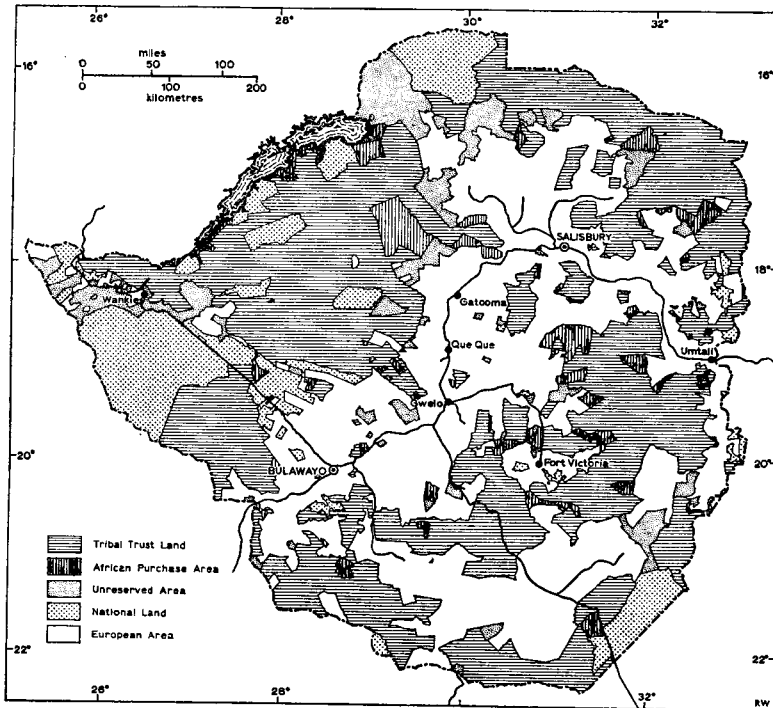 26° 28° 30° 32°
miles
0 50 100
0 100 200
kilometres
16° 16°
SALISBURY
18°
Wankie
Gatooma
Que Que
Umtali
Gwelo
20° 20°
BULAWAYO
Fort Victoria
Tribal Trust Land
African Purchase Area
Unreserved Area
National Land
European Area
22° 22°
26° 28° 30° 32°
RW